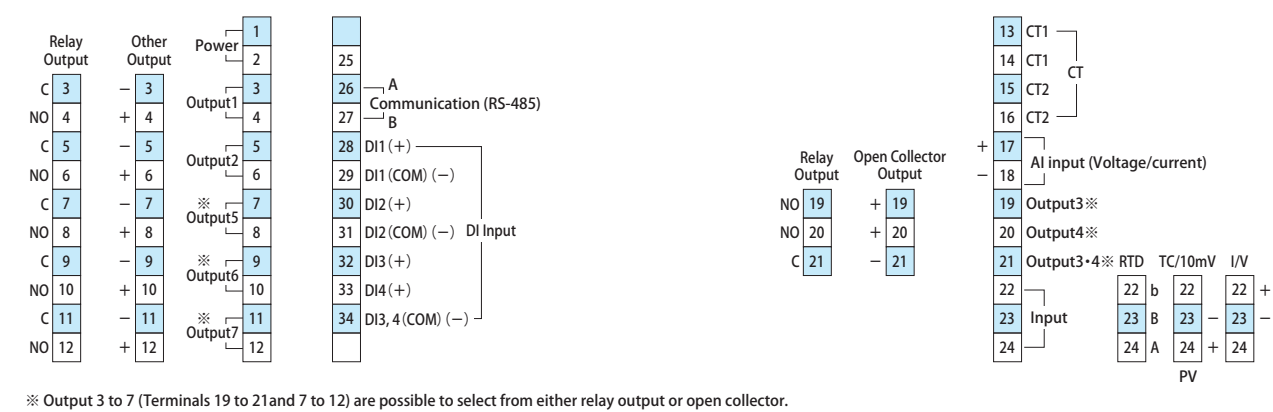 Relay Output
Other Output
C 3 − 3
NO 4 + 4
C 5 − 5
NO 6 + 6
C 7 − 7
NO 8 + 8
C 9 − 9
NO 10 + 10
C 11 − 11
NO 12 + 12
Power 1
2
Output1 3
4
Output2 5
6
※ Output5 7
8
※ Output6 9
10
※ Output7 11
12
25
26 A
Communication (RS-485)
27 B
28 DI1(+)
29 DI1(COM)(−)
30 DI2(+)
31 DI2(COM)(−) DI Input
32 DI3(+)
33 DI4(+)
34 DI3, 4(COM)(−)
Relay Output
Open Collector Output
NO 19 + 19
NO 20 + 20
C 21 − 21
13 CT1
14 CT1
CT
15 CT2
16 CT2
+ 17
AI input (Voltage/current)
− 18
19 Output3※
20 Output4※
21 Output3・4※ RTD TC/10mV I/V
22 22 b 22 22 +
23 Input 23 B 23 − 23 −
24 24 A 24 + 24
PV
※ Output 3 to 7 (Terminals 19 to 21and 7 to 12) are possible to select from either relay output or open collector.